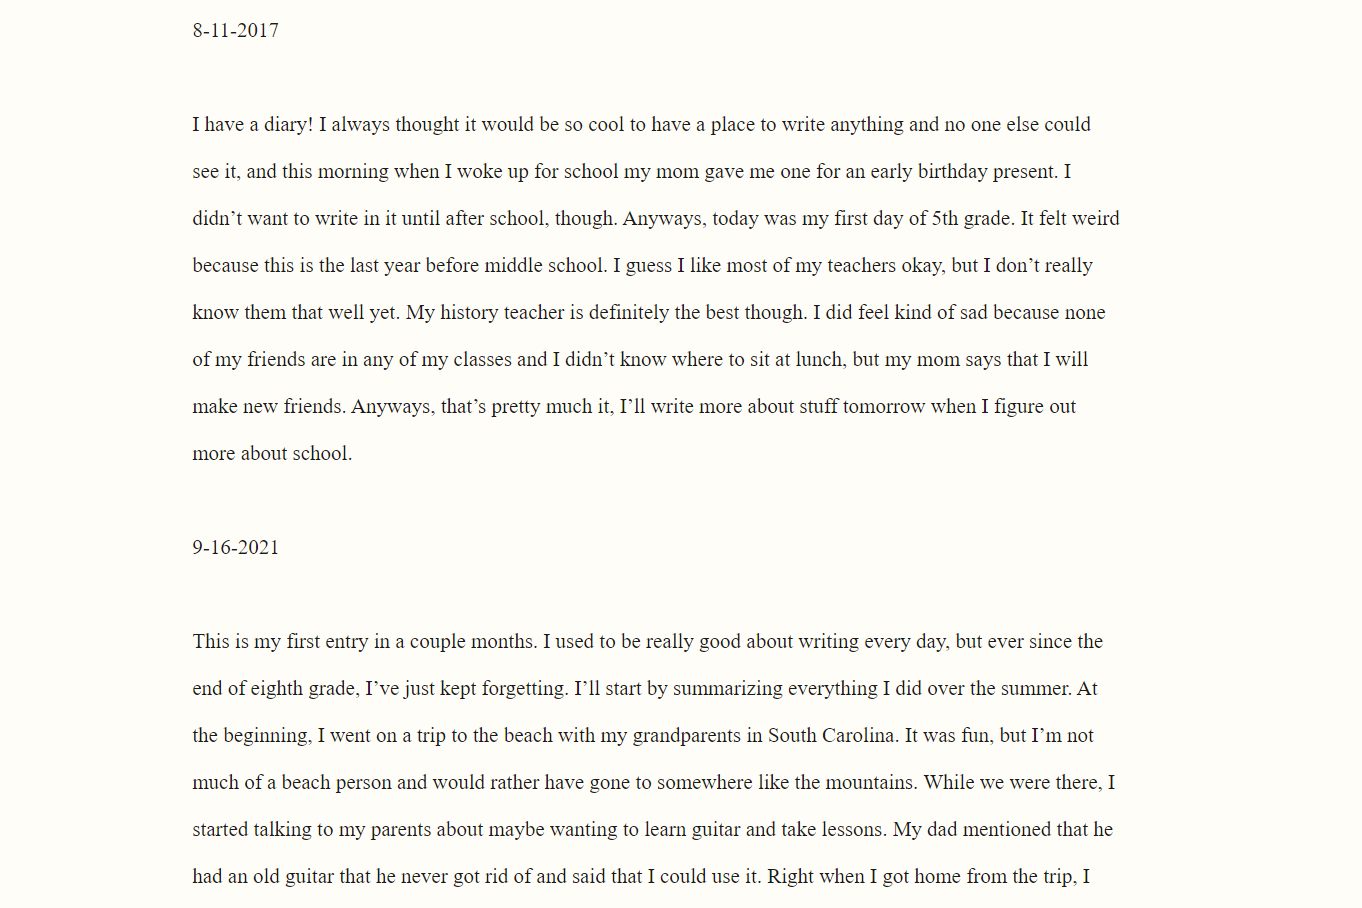 8-11-2017
I have a diary! I always thought it would be so cool to have a place to write anything and no one else could
see it, and this morning when I woke up for school my mom gave me one for an early birthday present. I
didn’t want to write in it until after school, though. Anyways, today was my first day of 5th grade. It felt weird
because this is the last year before middle school. I guess I like most of my teachers okay, but I don’t really
know them that well yet. My history teacher is definitely the best though. I did feel kind of sad because none
of my friends are in any of my classes and I didn’t know where to sit at lunch, but my mom says that I will
make new friends. Anyways, that’s pretty much it, I’ll write more about stuff tomorrow when I figure out
more about school.
9-16-2021
This is my first entry in a couple months. I used to be really good about writing every day, but ever since the
end of eighth grade, I’ve just kept forgetting. I’ll start by summarizing everything I did over the summer. At
the beginning, I went on a trip to the beach with my grandparents in South Carolina. It was fun, but I’m not
much of a beach person and would rather have gone to somewhere like the mountains. While we were there, I
started talking to my parents about maybe wanting to learn guitar and take lessons. My dad mentioned that he
had an old guitar that he never got rid of and said that I could use it. Right when I got home from the trip, I